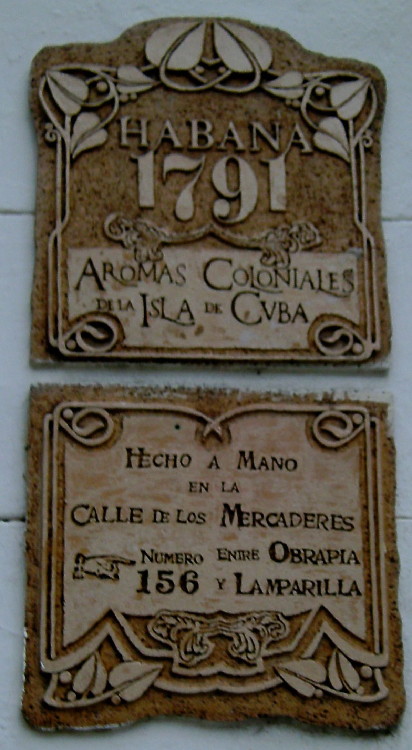 HABANA
1791
AROMAS COLONIALES
DE LA ISLA DE CVBA
HECHO A MANO
EN LA
CALLE DE LOS MERCADERES
NUMERO ENTRE OBRAPIA
156 Y LAMPARILLA